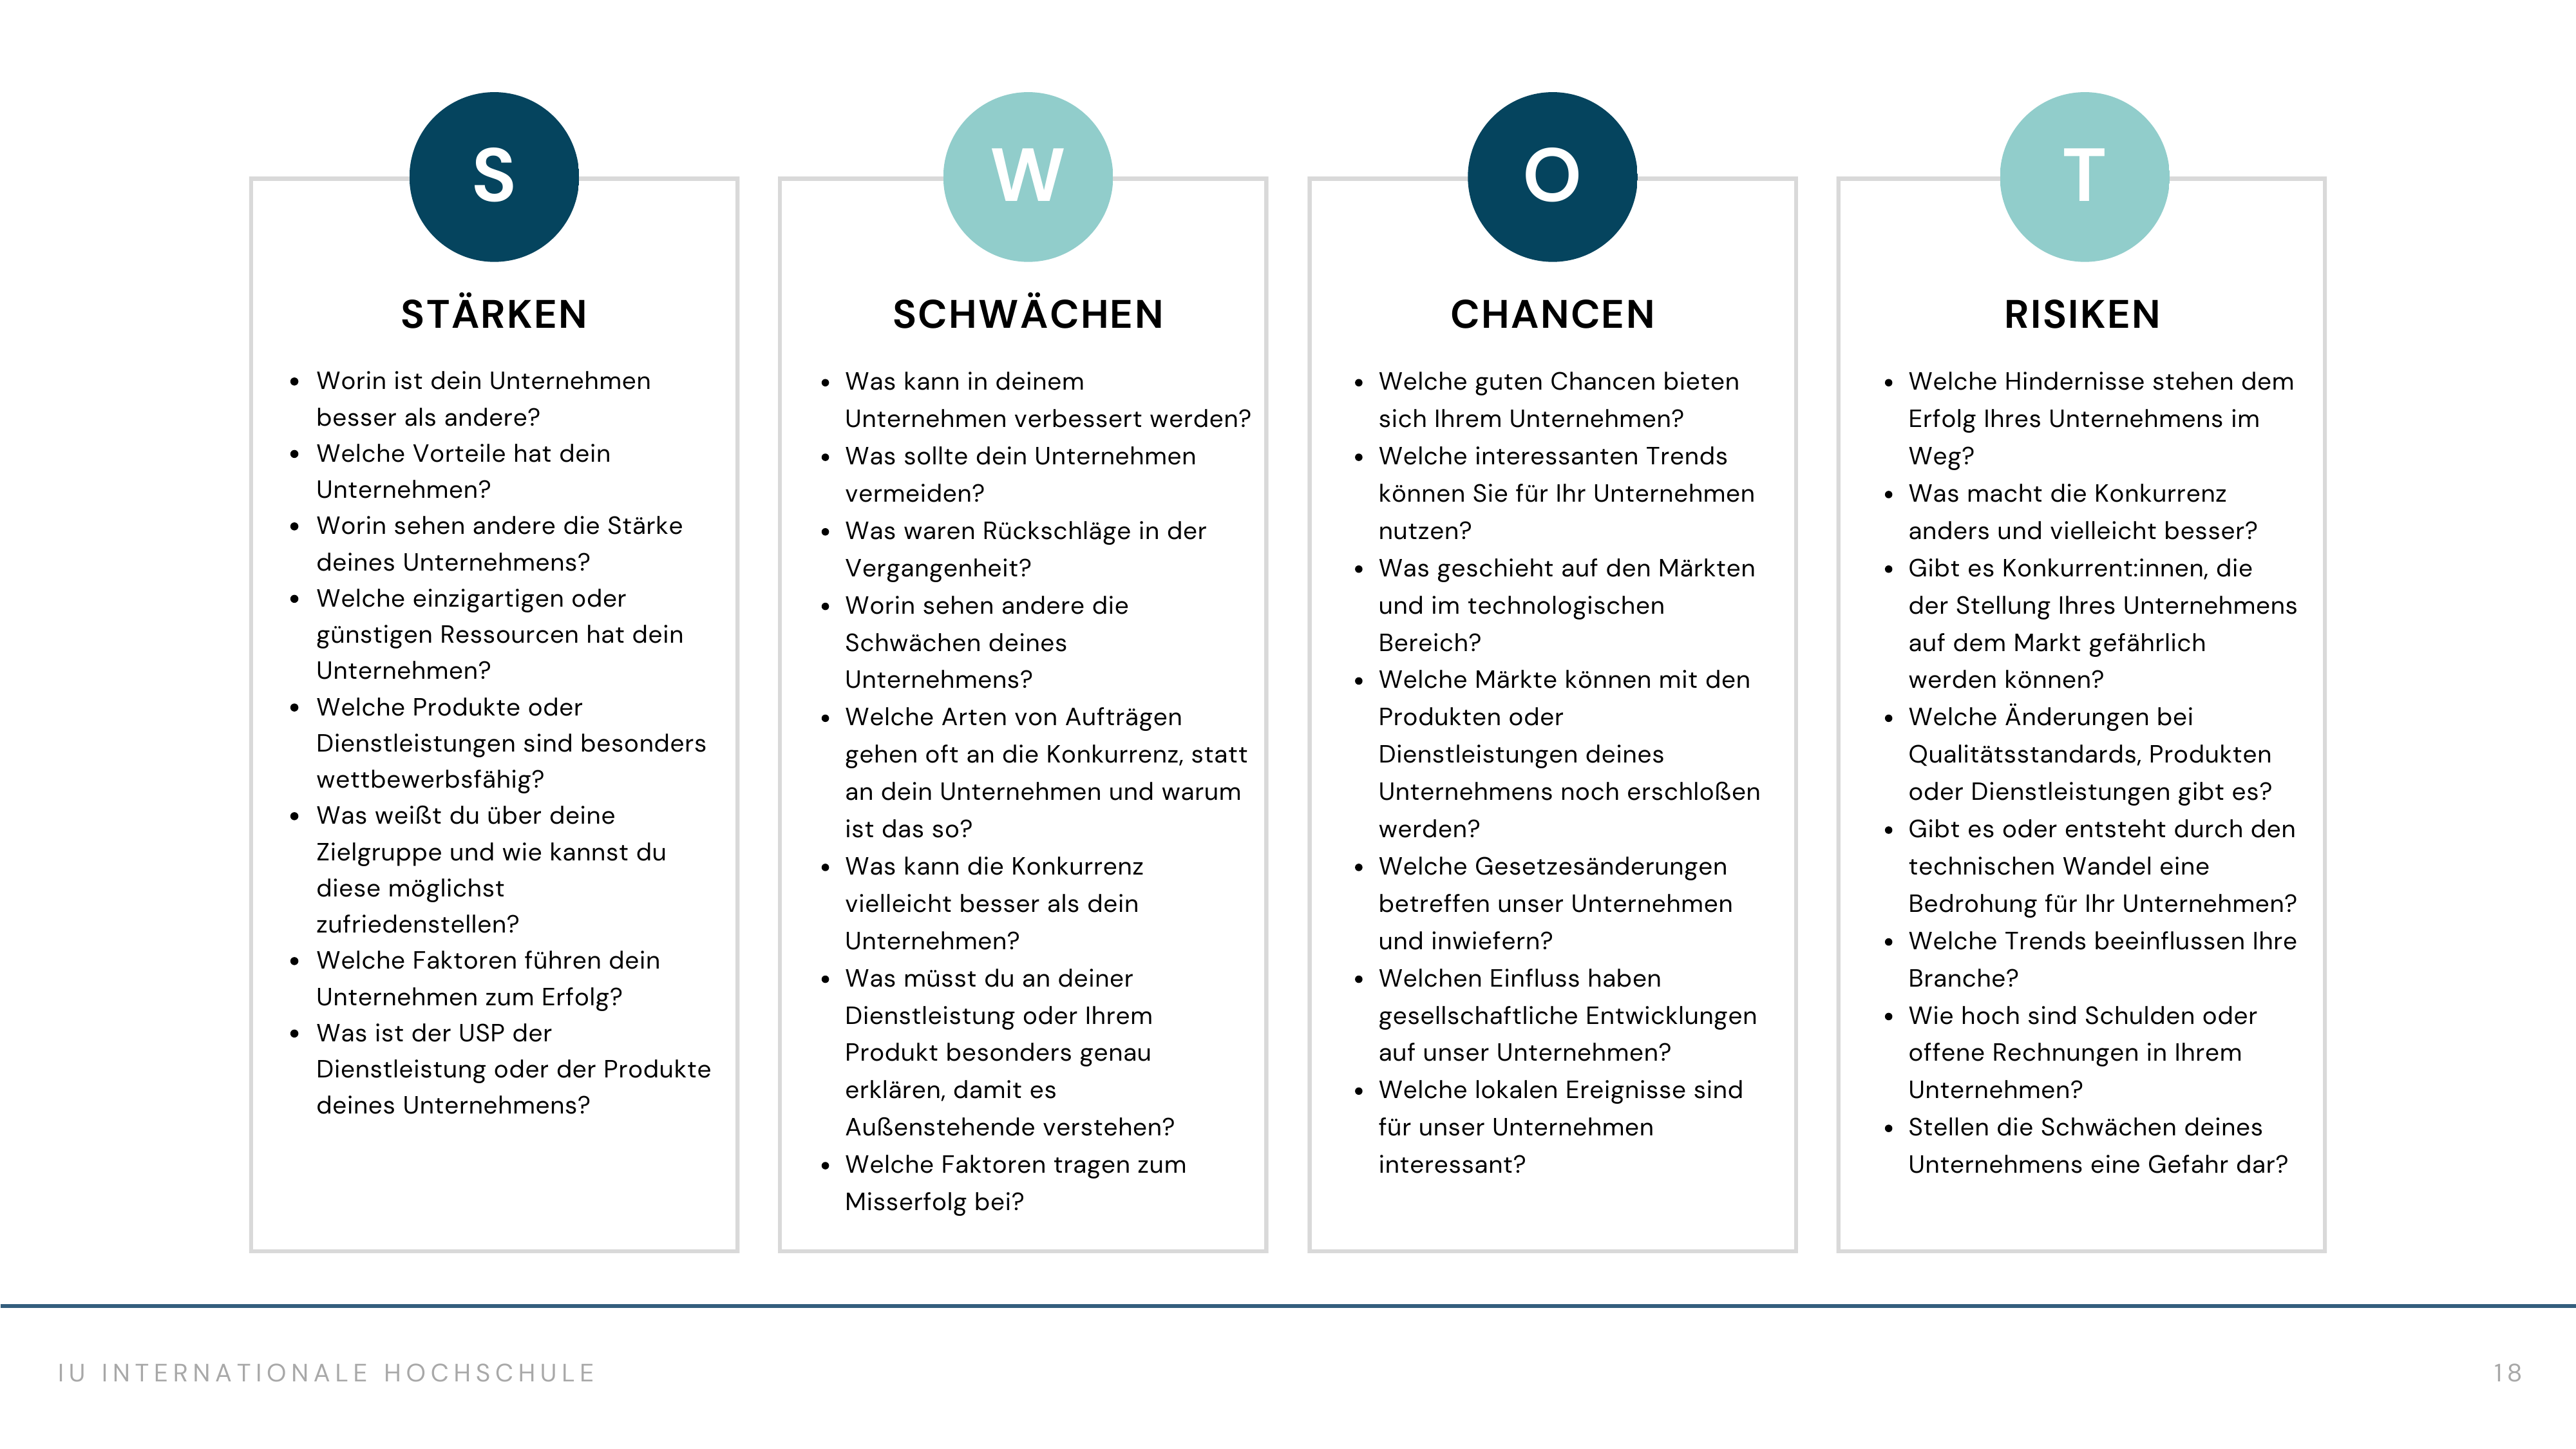 S
STÄRKEN
• Worin ist dein Unternehmen
besser als andere?
• Welche Vorteile hat dein
Unternehmen?
• Worin sehen andere die Stärke
deines Unternehmens?
• Welche einzigartigen oder
günstigen Ressourcen hat dein
Unternehmen?
• Welche Produkte oder
Dienstleistungen sind besonders
wettbewerbsfähig?
• Was weißt du über deine
Zielgruppe und wie kannst du
diese möglichst
zufriedenstellen?
• Welche Faktoren führen dein
Unternehmen zum Erfolg?
• Was ist der USP der
Dienstleistung oder der Produkte
deines Unternehmens?
W
SCHWÄCHEN
• Was kann in deinem
Unternehmen verbessert werden?
• Was sollte dein Unternehmen
vermeiden?
• Was waren Rückschläge in der
Vergangenheit?
• Worin sehen andere die
Schwächen deines
Unternehmens?
• Welche Arten von Aufträgen
gehen oft an die Konkurrenz, statt
an dein Unternehmen und warum
ist das so?
• Was kann die Konkurrenz
vielleicht besser als dein
Unternehmen?
• Was müsst du an deiner
Dienstleistung oder Ihrem
Produkt besonders genau
erklären, damit es
Außenstehende verstehen?
• Welche Faktoren tragen zum
Misserfolg bei?
O
CHANCEN
• Welche guten Chancen bieten
sich Ihrem Unternehmen?
• Welche interessanten Trends
können Sie für Ihr Unternehmen
nutzen?
• Was geschieht auf den Märkten
und im technologischen
Bereich?
• Welche Märkte können mit den
Produkten oder
Dienstleistungen deines
Unternehmens noch erschloßen
werden?
• Welche Gesetzesänderungen
betreffen unser Unternehmen
und inwiefern?
• Welchen Einfluss haben
gesellschaftliche Entwicklungen
auf unser Unternehmen?
• Welche lokalen Ereignisse sind
für unser Unternehmen
interessant?
T
RISIKEN
• Welche Hindernisse stehen dem
Erfolg Ihres Unternehmens im
Weg?
• Was macht die Konkurrenz
anders und vielleicht besser?
• Gibt es Konkurrent:innen, die
der Stellung Ihres Unternehmens
auf dem Markt gefährlich
werden können?
• Welche Änderungen bei
Qualitätsstandards, Produkten
oder Dienstleistungen gibt es?
• Gibt es oder entsteht durch den
technischen Wandel eine
Bedrohung für Ihr Unternehmen?
• Welche Trends beeinflussen Ihre
Branche?
• Wie hoch sind Schulden oder
offene Rechnungen in Ihrem
Unternehmen?
• Stellen die Schwächen deines
Unternehmens eine Gefahr dar?
IU INTERNATIONALE HOCHSCHULE
18